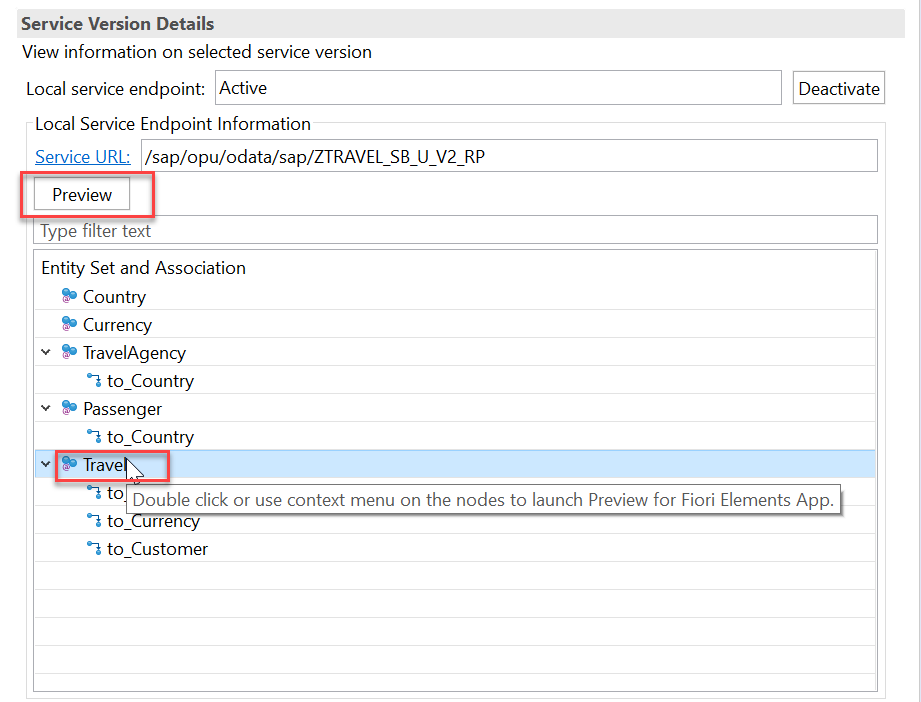 Service Version Details
View information on selected service version
Local service endpoint: Active Deactivate
Local Service Endpoint Information
Service URL: /sap/opu/odata/sap/ZTRAVEL_SB_U_V2_RP
Preview
Type filter text
Entity Set and Association
Country
Currency
TravelAgency
to_Country
Passenger
to_Country
Travel
to_
Double click or use context menu on the nodes to launch Preview for Fiori Elements App.
to_Currency
to_Customer